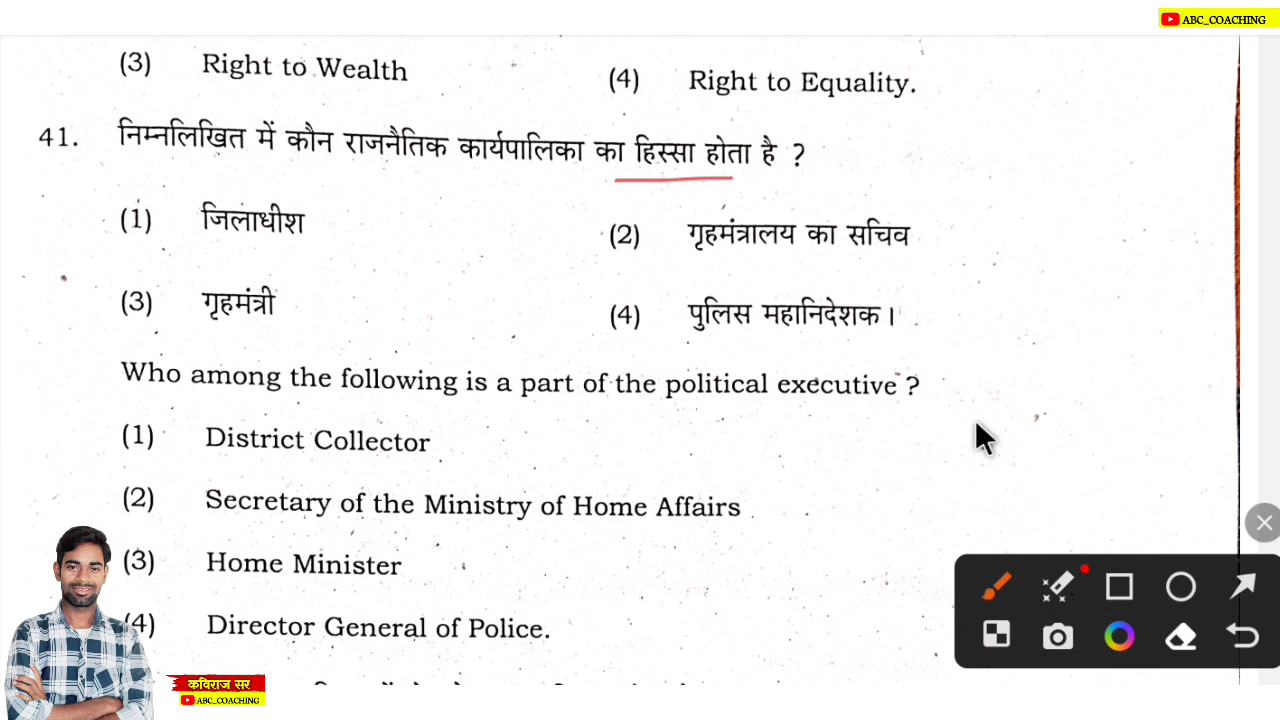 ABC_COACHING
(3) Right to Wealth (4) Right to Equality.
41. निम्नलिखित में कौन राजनैतिक कार्यपालिका का हिस्सा होता है ?
(1) जिलाधीश (2) गृहमंत्रालय का सचिव
(3) गृहमंत्री (4) पुलिस महानिदेशक।
Who among the following is a part of the political executive ?
(1) District Collector
(2) Secretary of the Ministry of Home Affairs
(3) Home Minister
(4) Director General of Police.
कविराज सर
ABC_COACHING